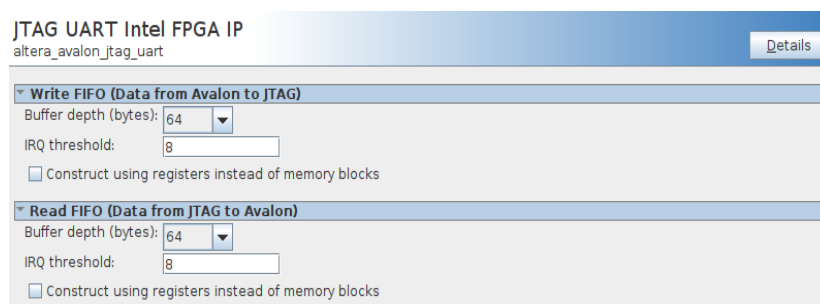 JTAG UART Intel FPGA IP
altera_avalon_jtag_uart
Details
Write FIFO (Data from Avalon to JTAG)
Buffer depth (bytes): 64
IRQ threshold: 8
Construct using registers instead of memory blocks
Read FIFO (Data from JTAG to Avalon)
Buffer depth (bytes): 64
IRQ threshold: 8
Construct using registers instead of memory blocks